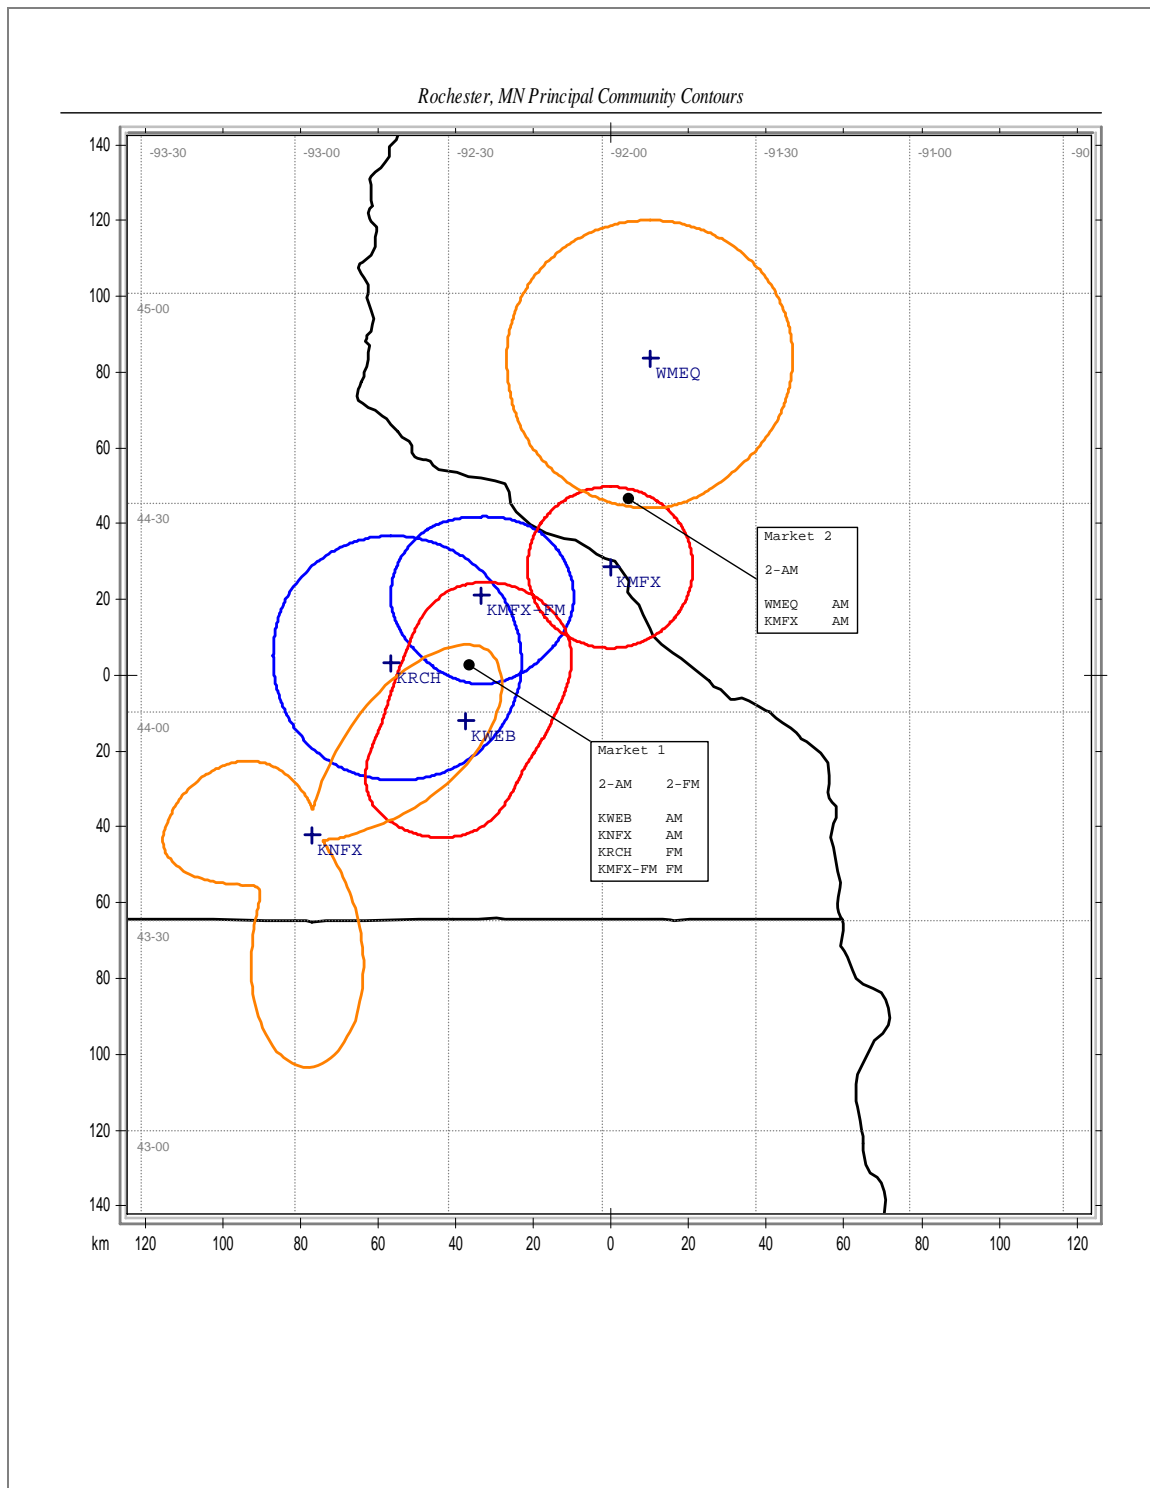 Rochester, MN Principal Community Contours
-93-30 -93-00 -92-30 -92-00 -91-30 -91-00 -90
140
120
100
45-00
80
WMEQ
60
44-30
40
Market 2
2-AM
WMEQ AM
KMFX AM
KMFX
20
KMFX-FM
0
KRCH
44-00
KWEB
20
Market 1
2-AM 2-FM
KWEB AM
KNFX AM
KRCH FM
KMFX-FM FM
40
KNFX
60
43-30
80
100
120
43-00
140
km 120 100 80 60 40 20 0 20 40 60 80 100 120